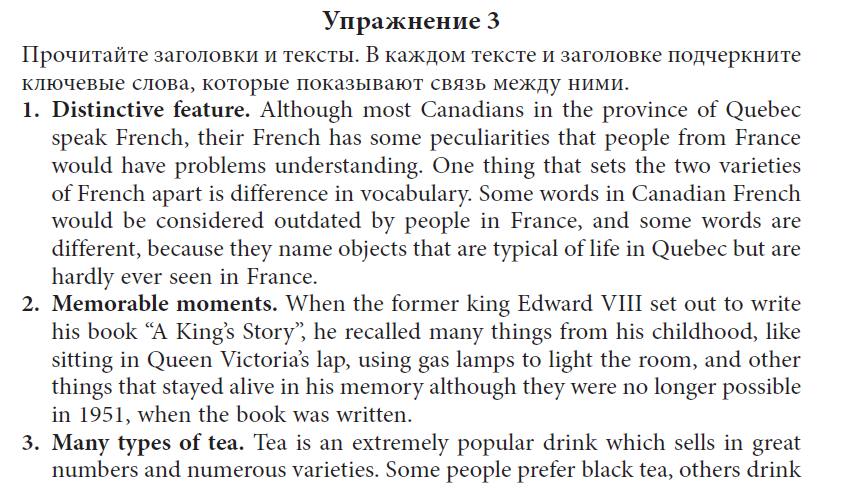 Упражнение 3
Прочитайте заголовки и тексты. В каждом тексте и заголовке подчеркните
ключевые слова, которые показывают связь между ними.
1. Distinctive feature. Although most Canadians in the province of Quebec
speak French, their French has some peculiarities that people from France
would have problems understanding. One thing that sets the two varieties
of French apart is difference in vocabulary. Some words in Canadian French
would be considered outdated by people in France, and some words are
different, because they name objects that are typical of life in Quebec but are
hardly ever seen in France.
2. Memorable moments. When the former king Edward VIII set out to write
his book “A King’s Story”, he recalled many things from his childhood, like
sitting in Queen Victoria’s lap, using gas lamps to light the room, and other
things that stayed alive in his memory although they were no longer possible
in 1951, when the book was written.
3. Many types of tea. Tea is an extremely popular drink which sells in great
numbers and numerous varieties. Some people prefer black tea, others drink